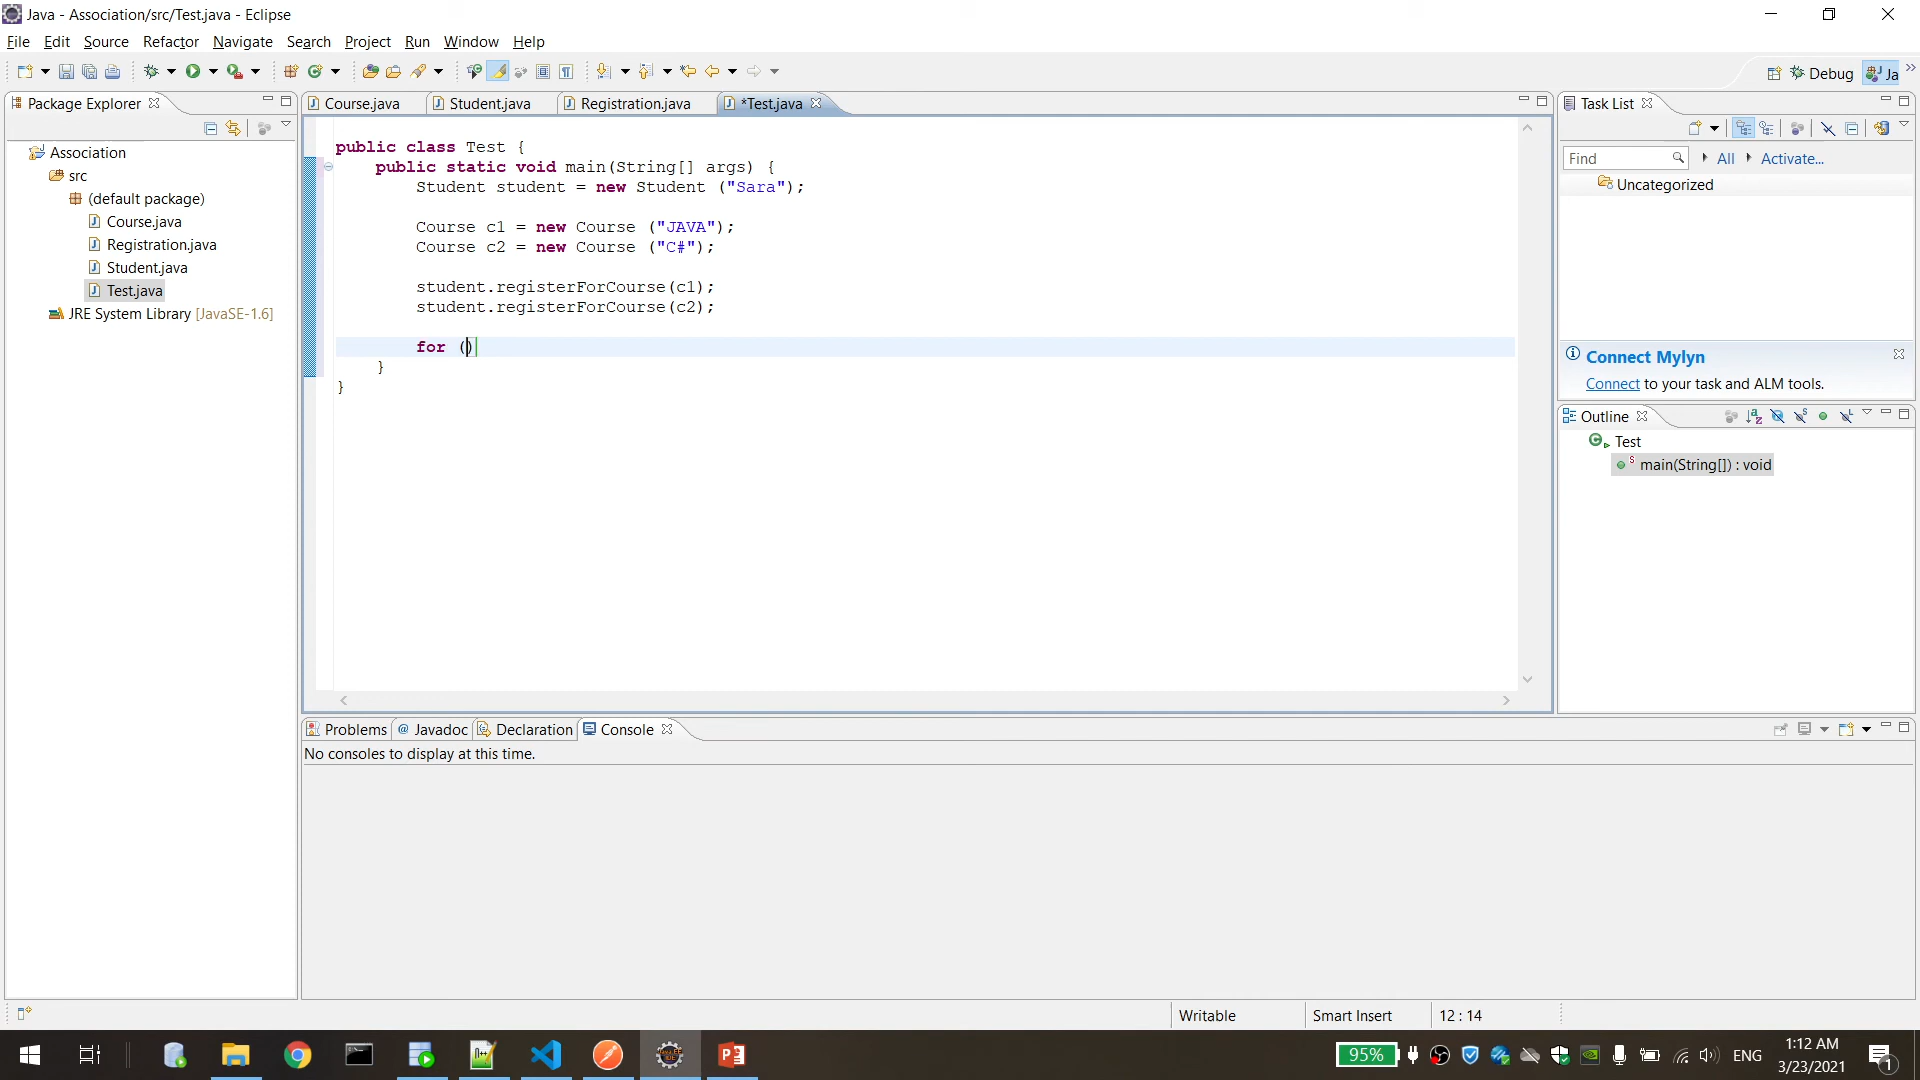 Java - Association/src/Test.java - Eclipse
File Edit Source Refactor Navigate Search Project Run Window Help
Debug Ja
Package Explorer
Association
src
(default package)
Course.java
Registration.java
Student.java
Test.java
JRE System Library [JavaSE-1.6]
Course.java Student.java Registration.java *Test.java
public class Test {
public static void main(String[] args) {
Student student = new Student ("Sara");
Course c1 = new Course ("JAVA");
Course c2 = new Course ("C#");
student.registerForCourse(c1);
student.registerForCourse(c2);
for ()
}
}
Task List
Find All Activate...
Uncategorized
Connect Mylyn
Connect to your task and ALM tools.
Outline
Test
main(String[]) : void
Problems Javadoc Declaration Console
No consoles to display at this time.
Writable Smart Insert 12 : 14
95% ENG 1:12 AM
3/23/2021
1